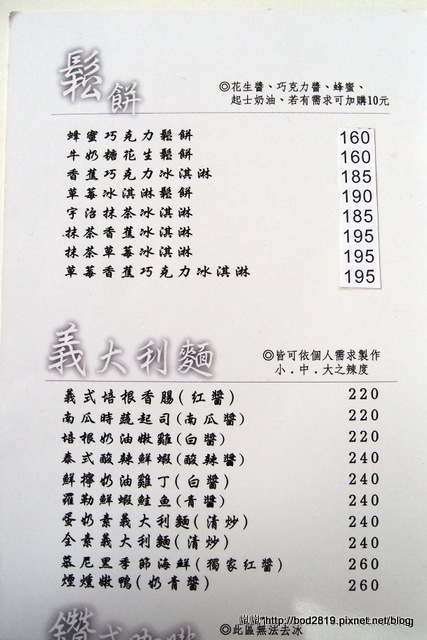 鬆餅
◎花生醬、巧克力醬、蜂蜜、
起士奶油、若有需求可加購10元
蜂蜜巧克力鬆餅 160
牛奶糖花生鬆餅 160
香蕉巧克力冰淇淋 185
草莓冰淇淋鬆餅 190
宇治抹茶冰淇淋 185
抹茶香蕉冰淇淋 195
抹茶草莓冰淇淋 195
草莓香蕉巧克力冰淇淋 195
義大利麵
◎皆可依個人需求製作
小．中．大之辣度
義式培根香腸(紅醬) 220
南瓜時蔬起司(南瓜醬) 220
培根奶油嫩雞(白醬) 220
泰式酸辣鮮蝦(酸辣醬) 240
鮮檸奶油雞丁(白醬) 240
羅勒鮮蝦鮭魚(青醬) 240
蛋奶素義大利麵(清炒) 240
全素義大利麵(清炒) 240
慕尼黑季節海鮮(獨家紅醬) 260
煙燻嫩鴨(奶青醬) 260
◎此區無法去冰
http://bod2819.pixnet.net/blog